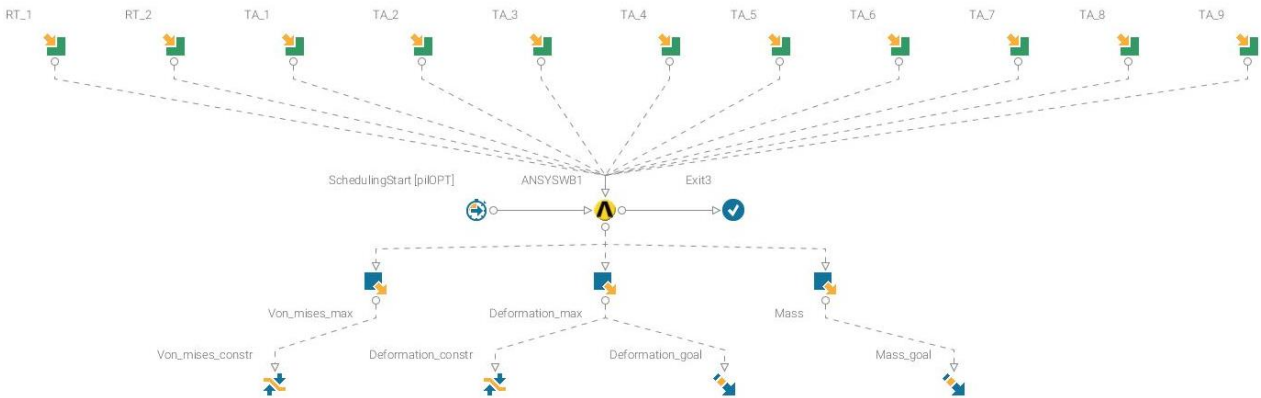 RT_1 RT_2 TA_1 TA_2 TA_3 TA_4 TA_5 TA_6 TA_7 TA_8 TA_9
SchedulingStart [pilOPT] ANSYSWB1 Exit3
Von_mises_max Deformation_max Mass
Von_mises_constr Deformation_constr Deformation_goal Mass_goal